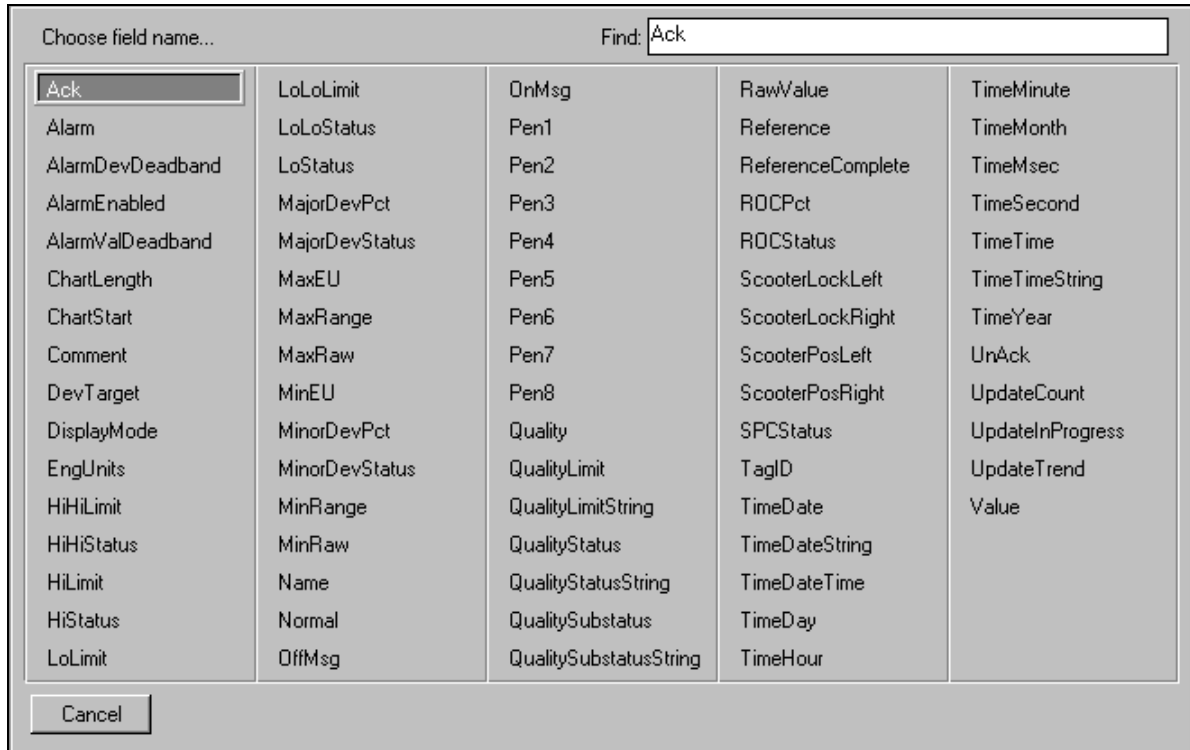 Choose field name...
Find: Ack
Ack
Alarm
AlarmDevDeadband
AlarmEnabled
AlarmValDeadband
ChartLength
ChartStart
Comment
DevTarget
DisplayMode
EngUnits
HiHiLimit
HiHiStatus
HiLimit
HiStatus
LoLimit
LoLoLimit
LoLoStatus
LoStatus
MajorDevPct
MajorDevStatus
MaxEU
MaxRange
MaxRaw
MinEU
MinorDevPct
MinorDevStatus
MinRange
MinRaw
Name
Normal
OffMsg
OnMsg
Pen1
Pen2
Pen3
Pen4
Pen5
Pen6
Pen7
Pen8
Quality
QualityLimit
QualityLimitString
QualityStatus
QualityStatusString
QualitySubstatus
QualitySubstatusString
RawValue
Reference
ReferenceComplete
ROCPct
ROCStatus
ScooterLockLeft
ScooterLockRight
ScooterPosLeft
ScooterPosRight
SPCStatus
TagID
TimeDate
TimeDateString
TimeDateTime
TimeDay
TimeHour
TimeMinute
TimeMonth
TimeMsec
TimeSecond
TimeTime
TimeTimeString
TimeYear
UnAck
UpdateCount
UpdateInProgress
UpdateTrend
Value
Cancel